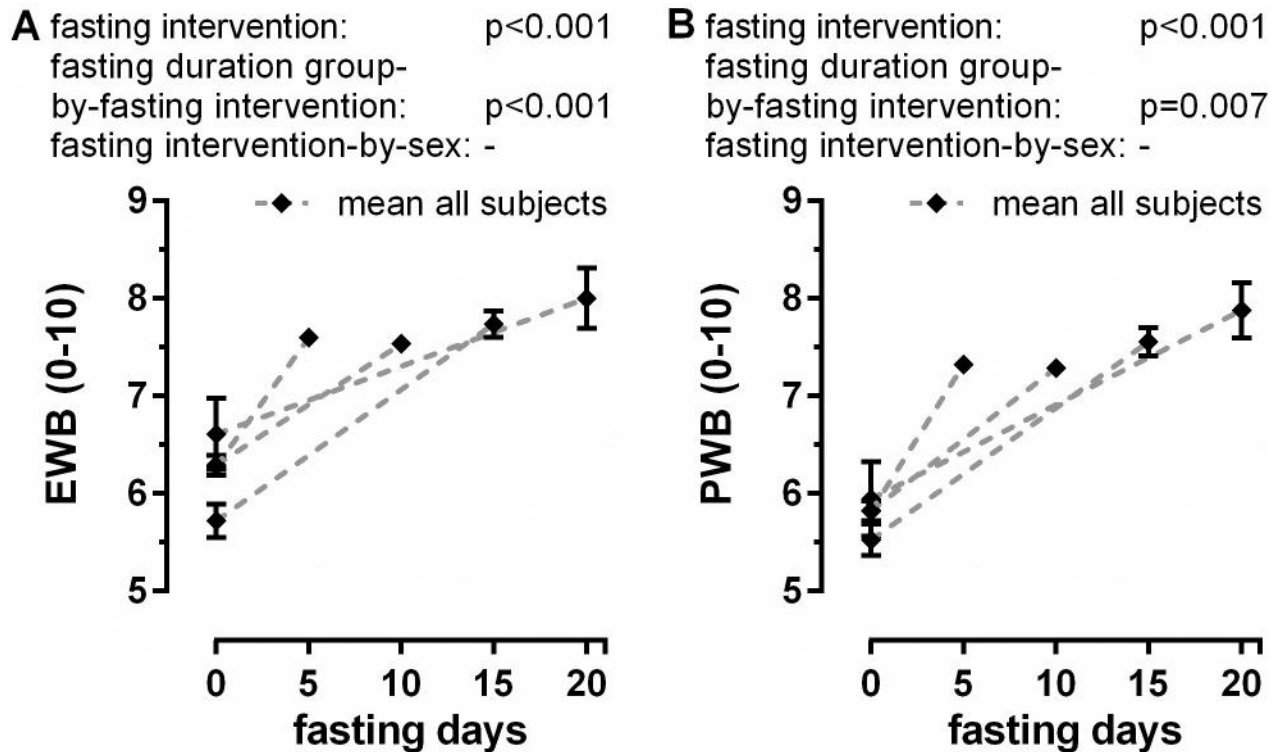 A fasting intervention: p<0.001
fasting duration group-
by-fasting intervention: p<0.001
fasting intervention-by-sex: -
mean all subjects
9
8
7
6
5
EWB (0-10)
0 5 10 15 20
fasting days
B fasting intervention: p<0.001
fasting duration group-
by-fasting intervention: p=0.007
fasting intervention-by-sex: -
mean all subjects
9
8
7
6
5
PWB (0-10)
0 5 10 15 20
fasting days